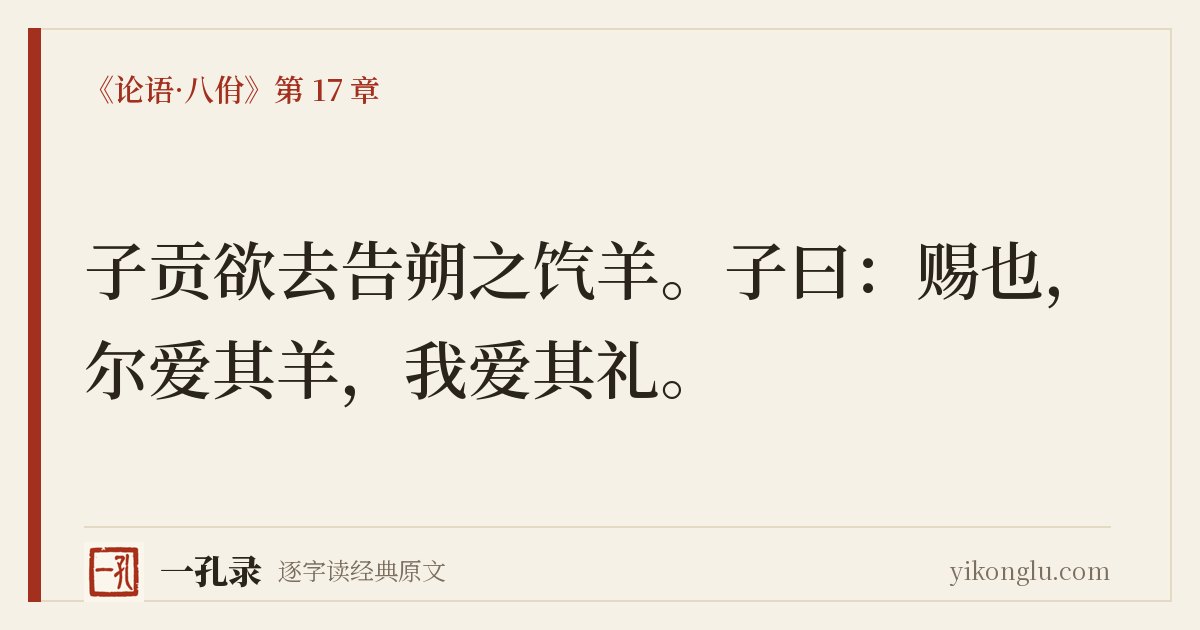 《论语·八佾》第 17 章
子贡欲去告朔之饩羊。子曰：赐也，
尔爱其羊，我爱其礼。
一孔
一孔录 逐字读经典原文
yikonglu.com